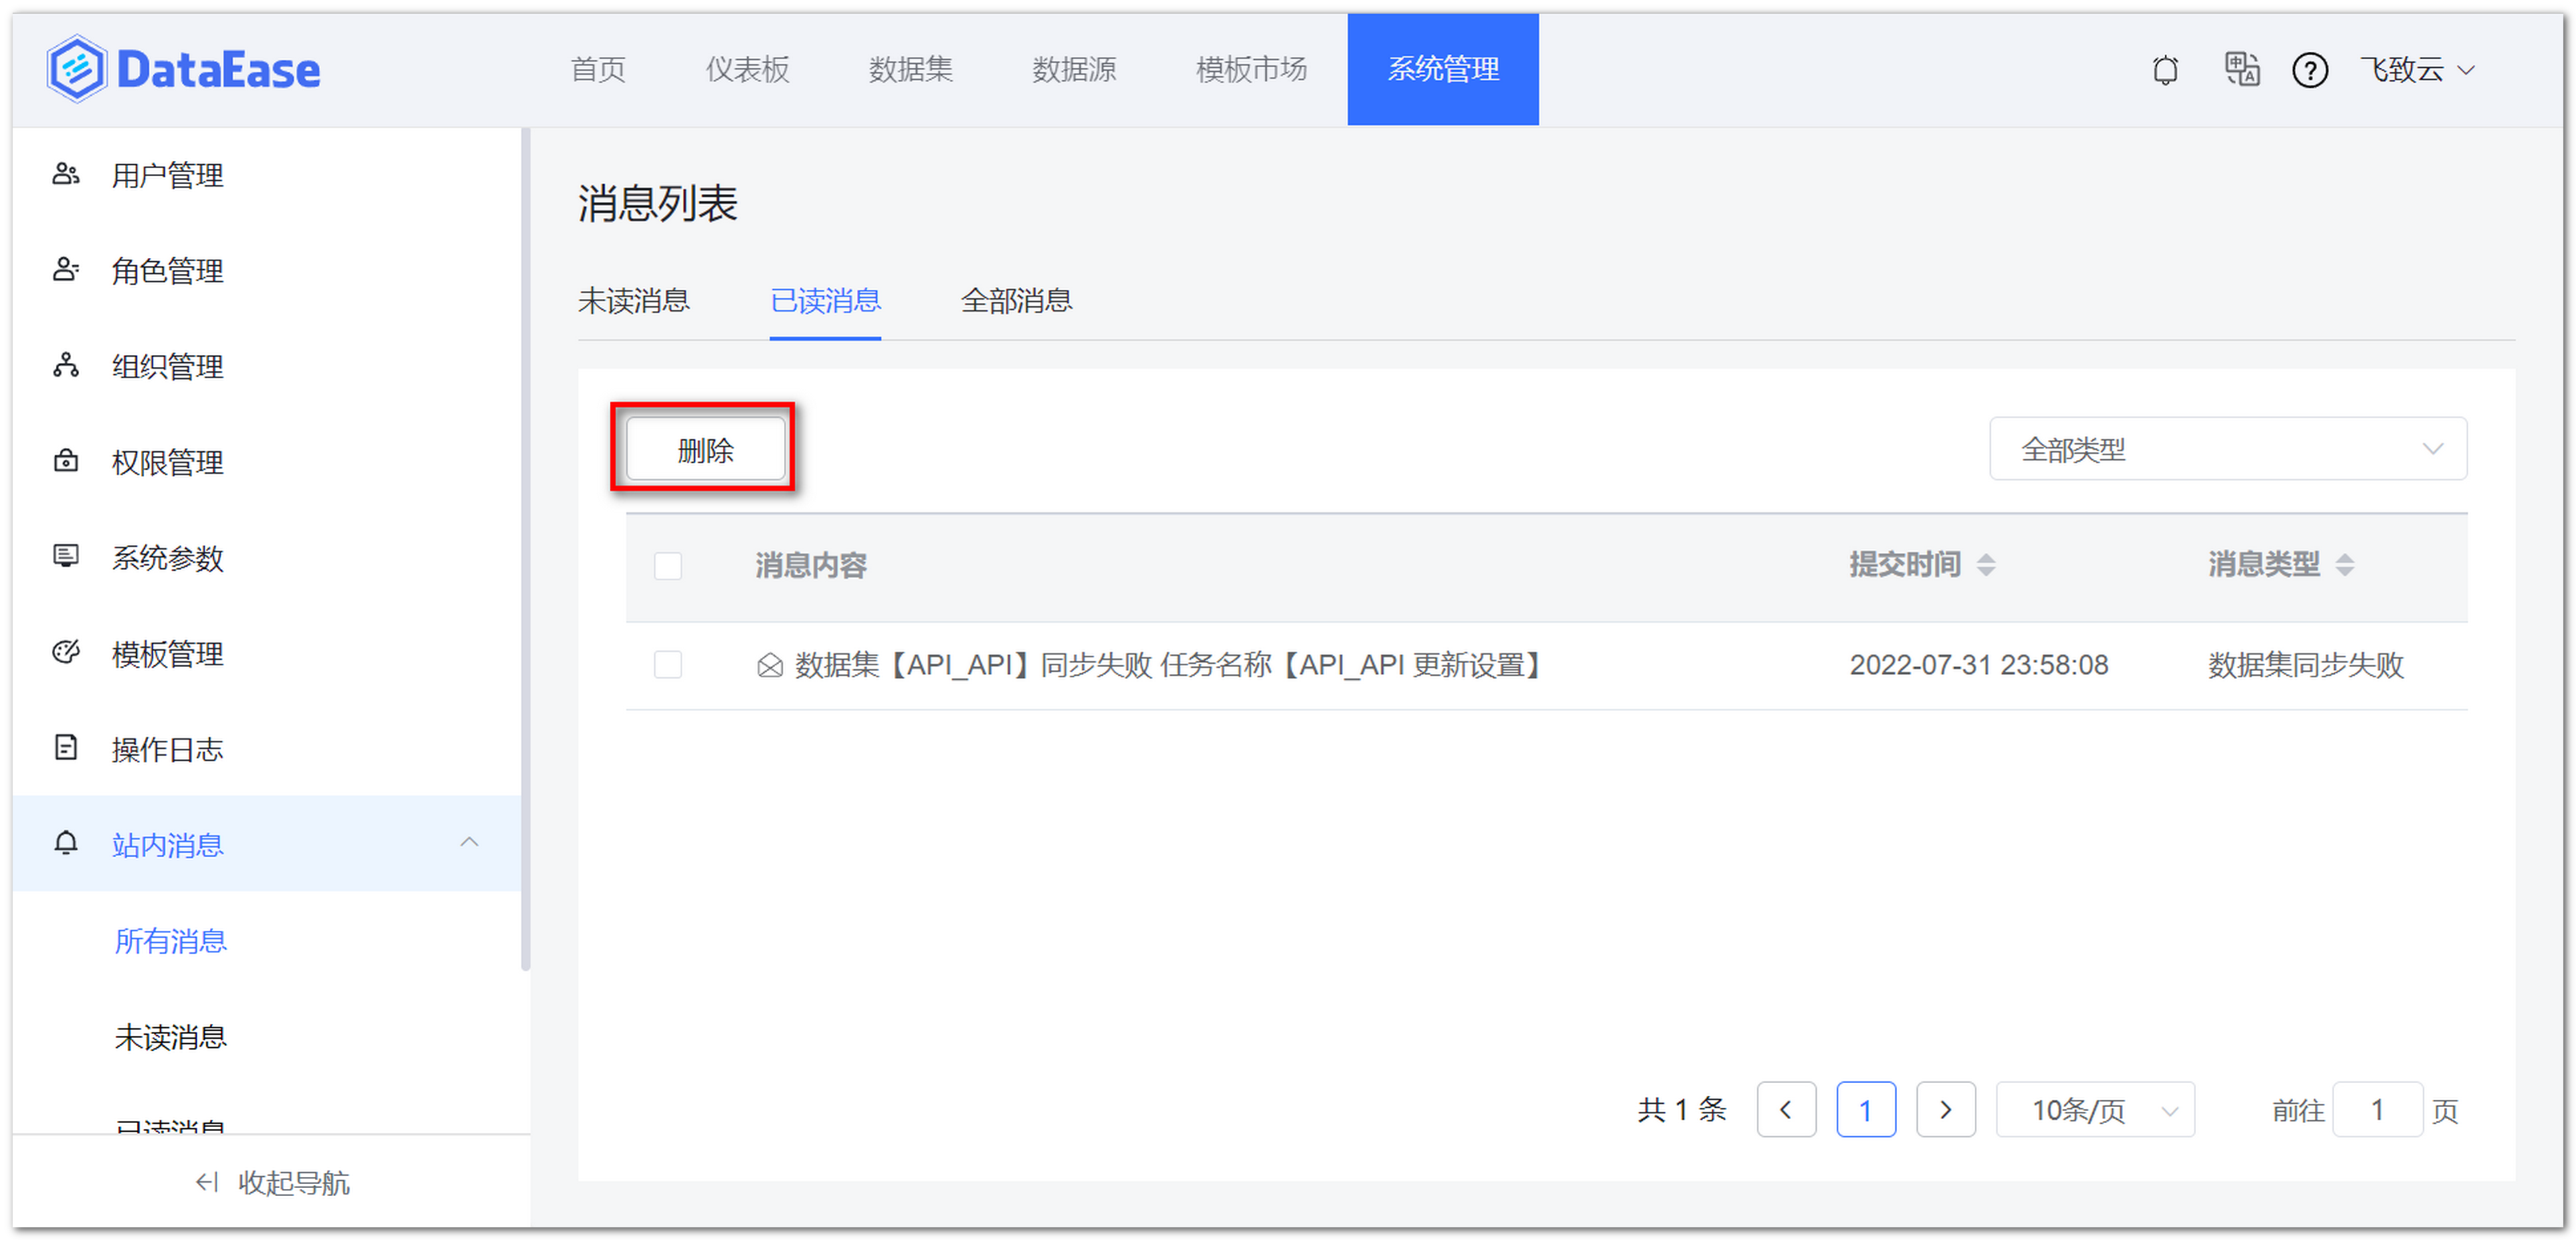 DataEase
首页 仪表板 数据集 数据源 模板市场 系统管理
飞致云
用户管理
角色管理
组织管理
权限管理
系统参数
模板管理
操作日志
站内消息
所有消息
未读消息
已读消息
收起导航
消息列表
未读消息 已读消息 全部消息
删除
全部类型
消息内容 提交时间 消息类型
数据集【API_API】同步失败 任务名称【API_API 更新设置】 2022-07-31 23:58:08 数据集同步失败
共 1 条 1 10条/页 前往 1 页